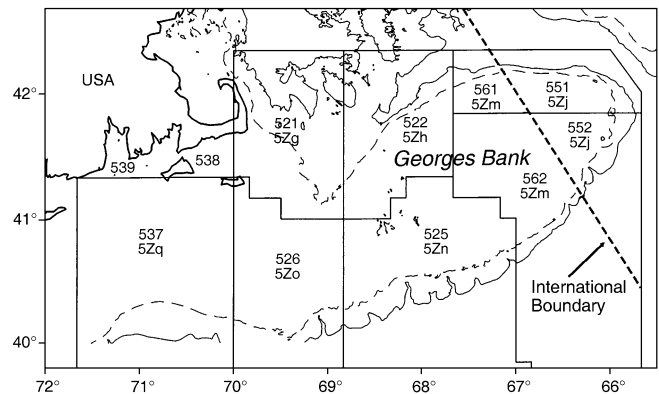 USA
42°
561
5Zm
551
5Zj
521
5Zg
522
5Zh
552
5Zj
Georges Bank
539
538
562
5Zm
41°
537
5Zq
526
5Zo
525
5Zn
International
Boundary
40°
72°
71°
70°
69°
68°
67°
66°